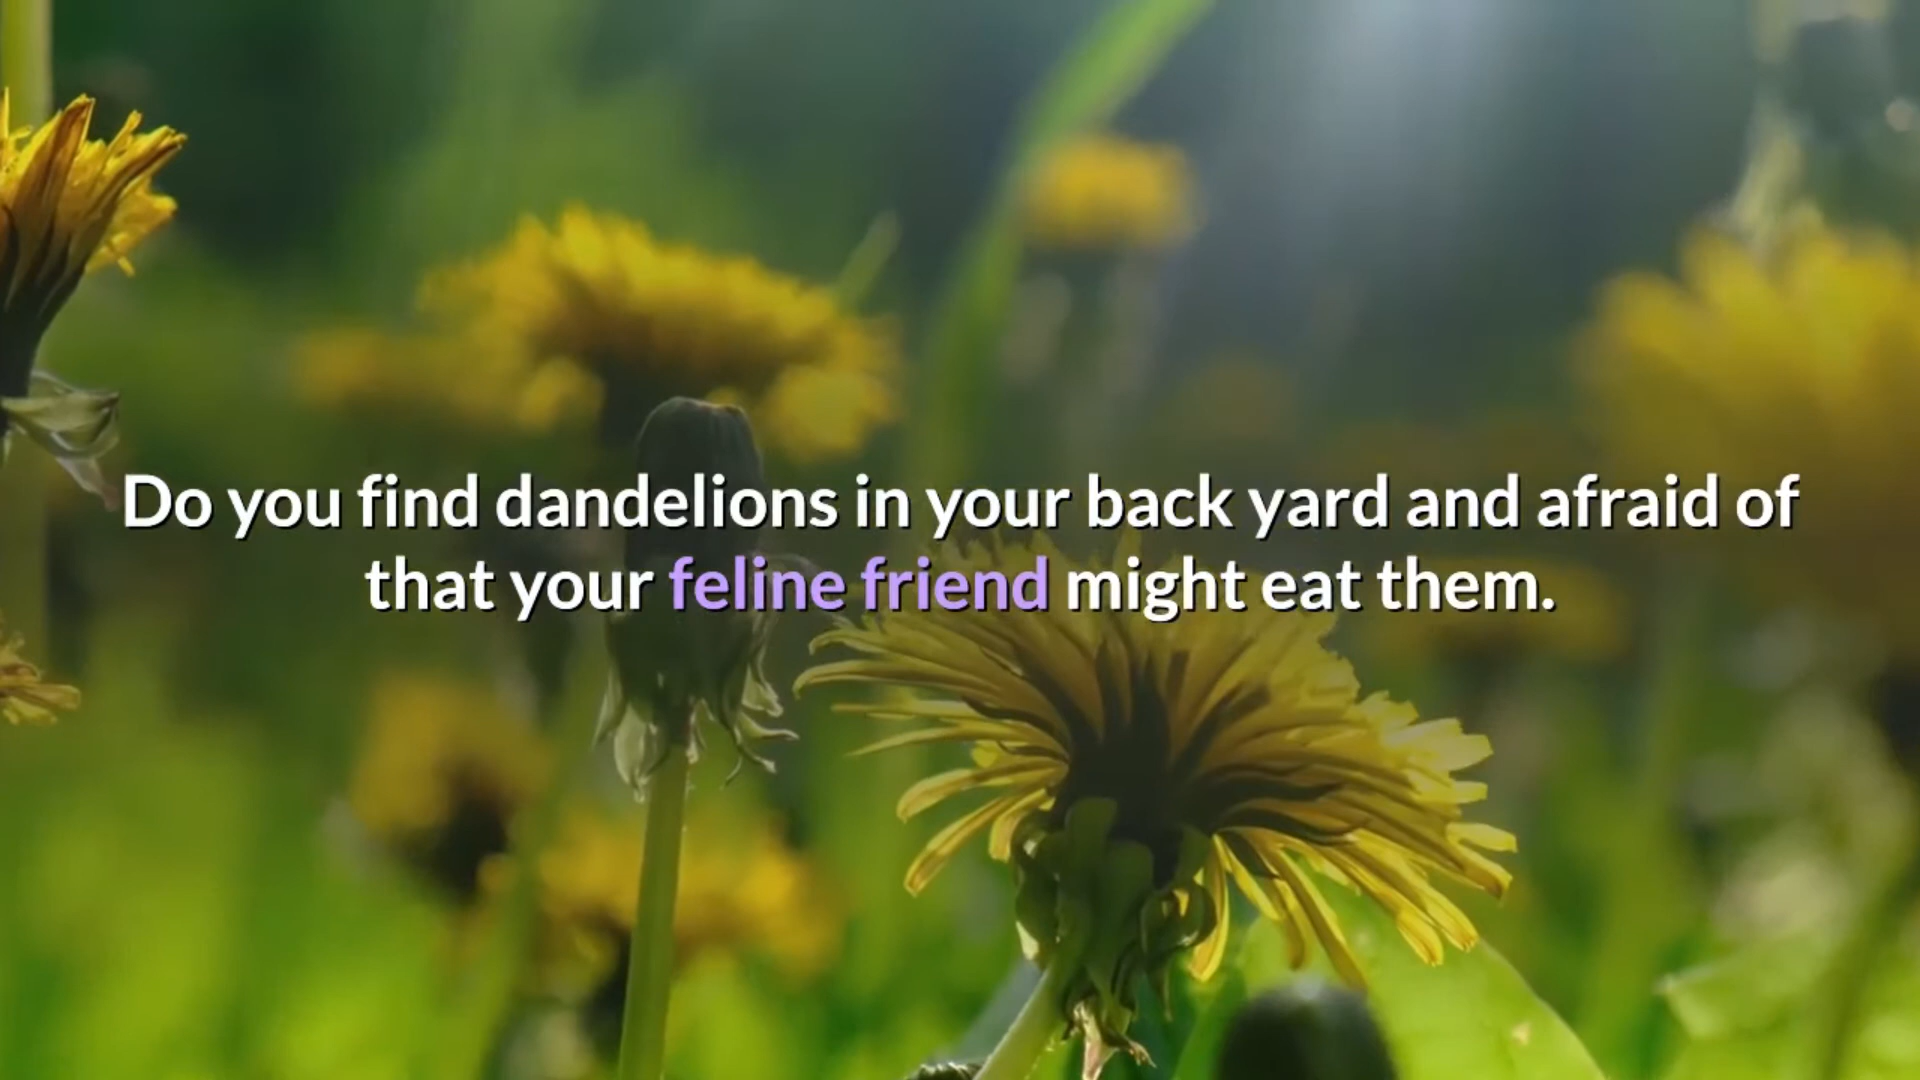 Do you find dandelions in your back yard and afraid of
that your feline friend might eat them.